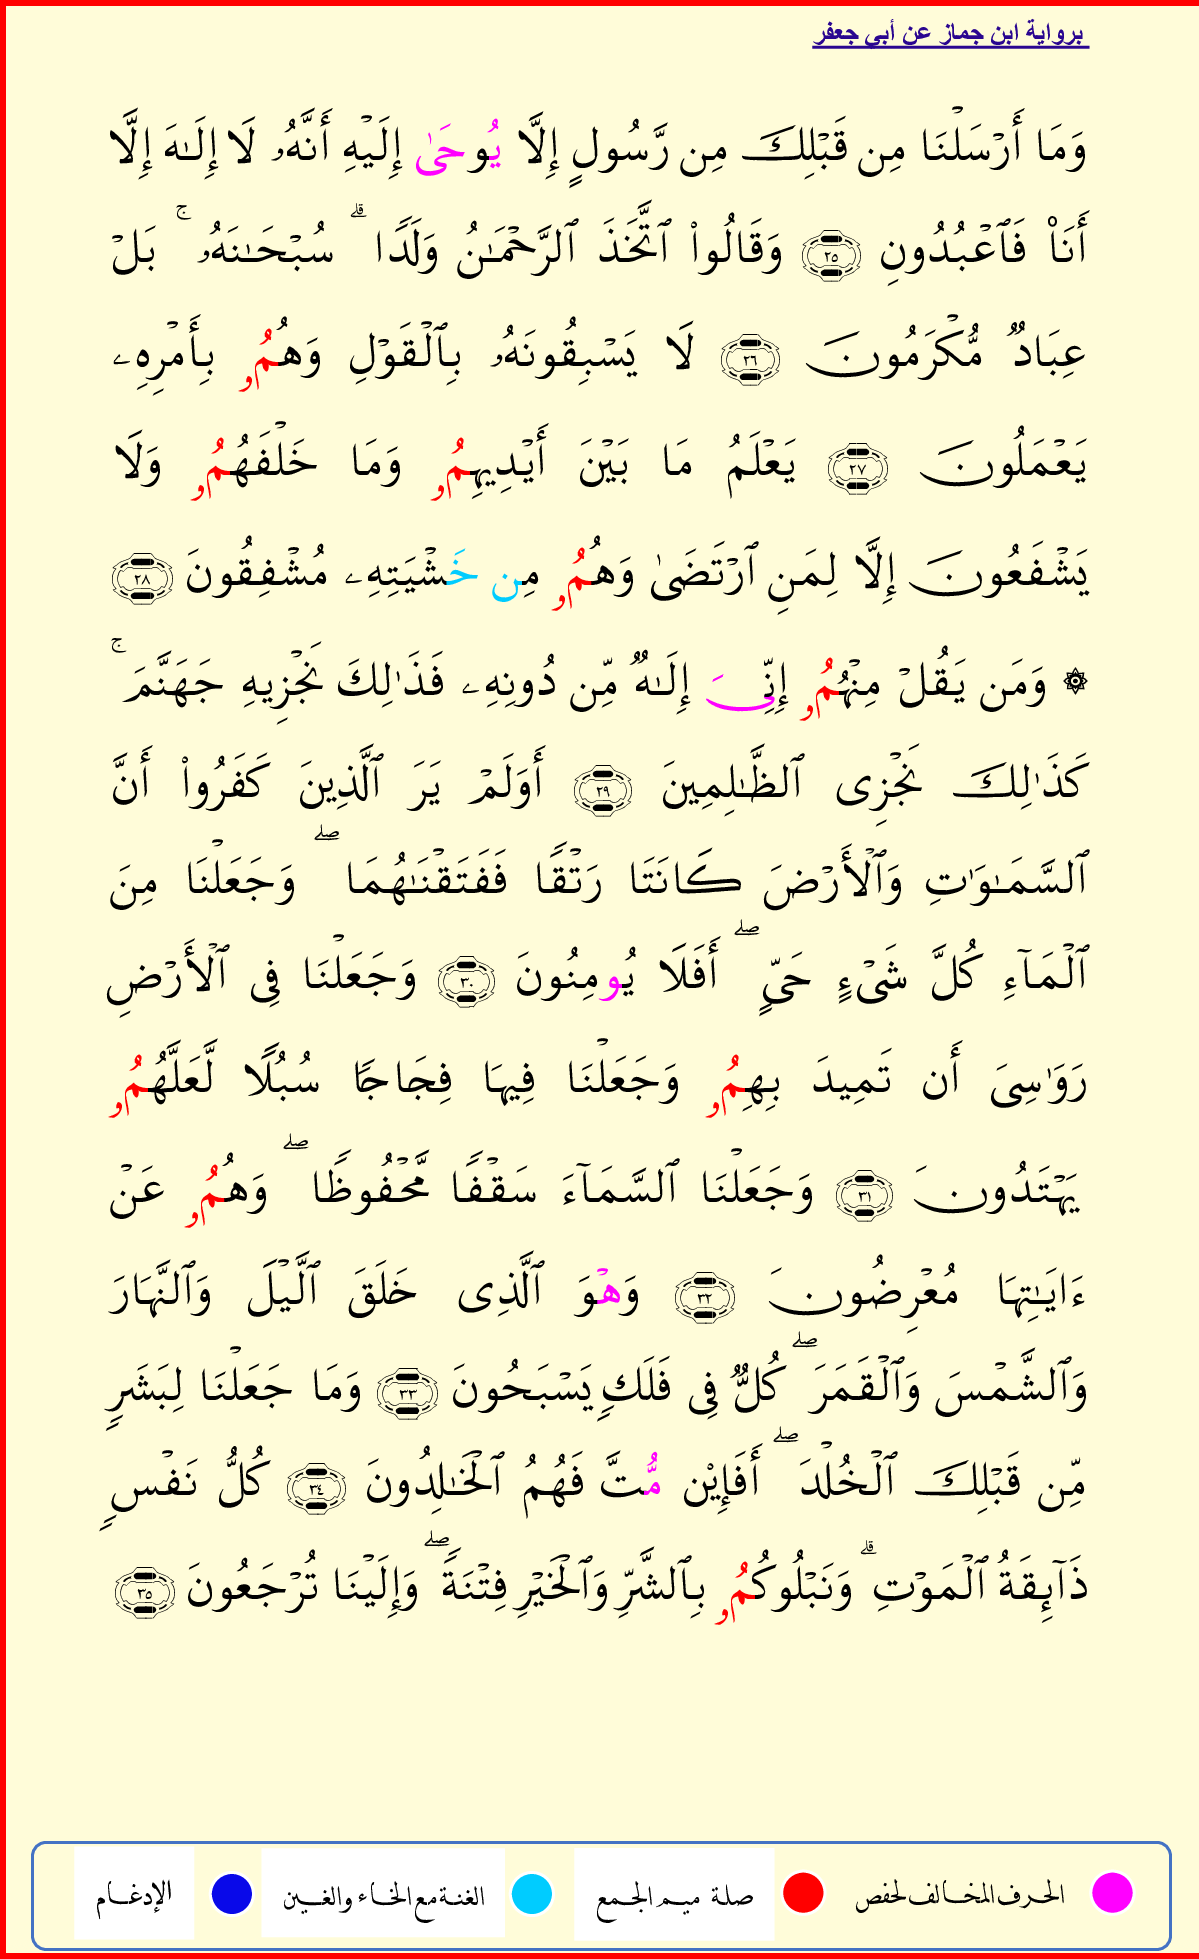 برواية ابن جماز عن أبي جعفر
وَمَا أَرۡسَلۡنَا مِن قَبۡلِكَ مِن رَّسُولٍ إِلَّا يُوحَىٰ إِلَيۡهِ أَنَّهُۥ لَا إِلَـٰهَ إِلَّا
أَنَا۠ فَٱعۡبُدُونِ ٢٥ وَقَالُوا۟ ٱتَّخَذَ ٱلرَّحۡمَـٰنُ وَلَدًا ۗ سُبۡحَـٰنَهُۥ ۚ بَلۡ
عِبَادٌ مُّكۡرَمُونَ ٢٦ لَا يَسۡبِقُونَهُۥ بِٱلۡقَوۡلِ وَهُمُۥ بِأَمۡرِهِۦ
يَعۡمَلُونَ ٢٧ يَعۡلَمُ مَا بَيۡنَ أَيۡدِيهِمُۥ وَمَا خَلۡفَهُمُۥ وَلَا
يَشۡفَعُونَ إِلَّا لِمَنِ ٱرۡتَضَىٰ وَهُمُۥ مِن خَشۡيَتِهِۦ مُشۡفِقُونَ ٢٨
۞ وَمَن يَقُلۡ مِنۡهُمُۥ إِنِّيَ إِلَـٰهٌ مِّن دُونِهِۦ فَذَٰلِكَ نَجۡزِيهِ جَهَنَّمَ ۚ
كَذَٰلِكَ نَجۡزِى ٱلظَّـٰلِمِينَ ٢٩ أَوَلَمۡ يَرَ ٱلَّذِينَ كَفَرُوا۟ أَنَّ
ٱلسَّمَـٰوَٰتِ وَٱلۡأَرۡضَ كَانَتَا رَتۡقًا فَفَتَقۡنَـٰهُمَا ۖ وَجَعَلۡنَا مِنَ
ٱلۡمَآءِ كُلَّ شَىۡءٍ حَىٍّ ۖ أَفَلَا يُومِنُونَ ٣٠ وَجَعَلۡنَا فِى ٱلۡأَرۡضِ
رَوَٰسِىَ أَن تَمِيدَ بِهِمُۥ وَجَعَلۡنَا فِيهَا فِجَاجًا سُبُلًا لَّعَلَّهُمُۥ
يَهۡتَدُونَ ٣١ وَجَعَلۡنَا ٱلسَّمَآءَ سَقۡفًا مَّحۡفُوظًا ۖ وَهُمُۥ عَنۡ
ءَايَـٰتِهَا مُعۡرِضُونَ ٣٢ وَهۡوَ ٱلَّذِى خَلَقَ ٱلَّيۡلَ وَٱلنَّهَارَ
وَٱلشَّمۡسَ وَٱلۡقَمَرَ ۖ كُلٌّ فِى فَلَكٍ يَسۡبَحُونَ ٣٣ وَمَا جَعَلۡنَا لِبَشَرٍ
مِّن قَبۡلِكَ ٱلۡخُلۡدَ ۖ أَفَإِيْن مُّتَّ فَهُمُ ٱلۡخَـٰلِدُونَ ٣٤ كُلُّ نَفۡسٍ
ذَآئِقَةُ ٱلۡمَوۡتِ ۗ وَنَبۡلُوكُمُۥ بِٱلشَّرِّ وَٱلۡخَيۡرِ فِتۡنَةً ۖ وَإِلَيۡنَا تُرۡجَعُونَ ٣٥
الحرف المخالف لحفص صلة ميم الجمع الغنة مع الخاء والغين الإدغام